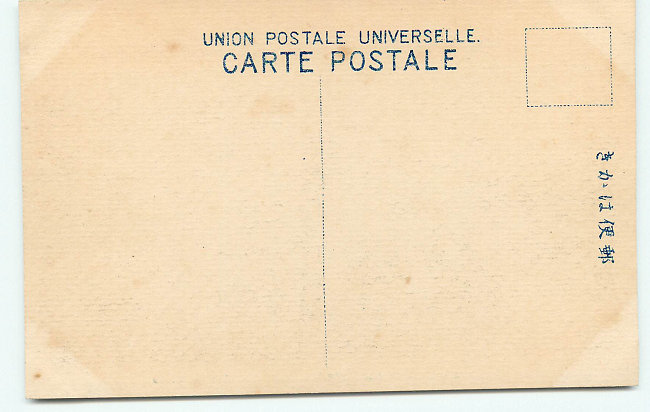 UNION POSTALE UNIVERSELLE.
CARTE POSTALE
郵便はかき